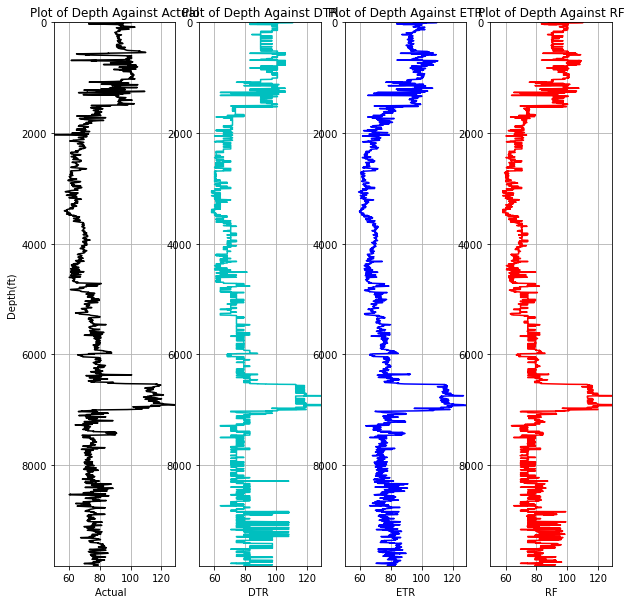 Plot of Depth Against Actual
Plot of Depth Against DTR
Plot of Depth Against ETR
Plot of Depth Against RF
0
2000
4000
6000
8000
Depth(ft)
60 80 100 120
Actual
0
2000
4000
6000
8000
60 80 100 120
DTR
0
2000
4000
6000
8000
60 80 100 120
ETR
0
2000
4000
6000
8000
60 80 100 120
RF